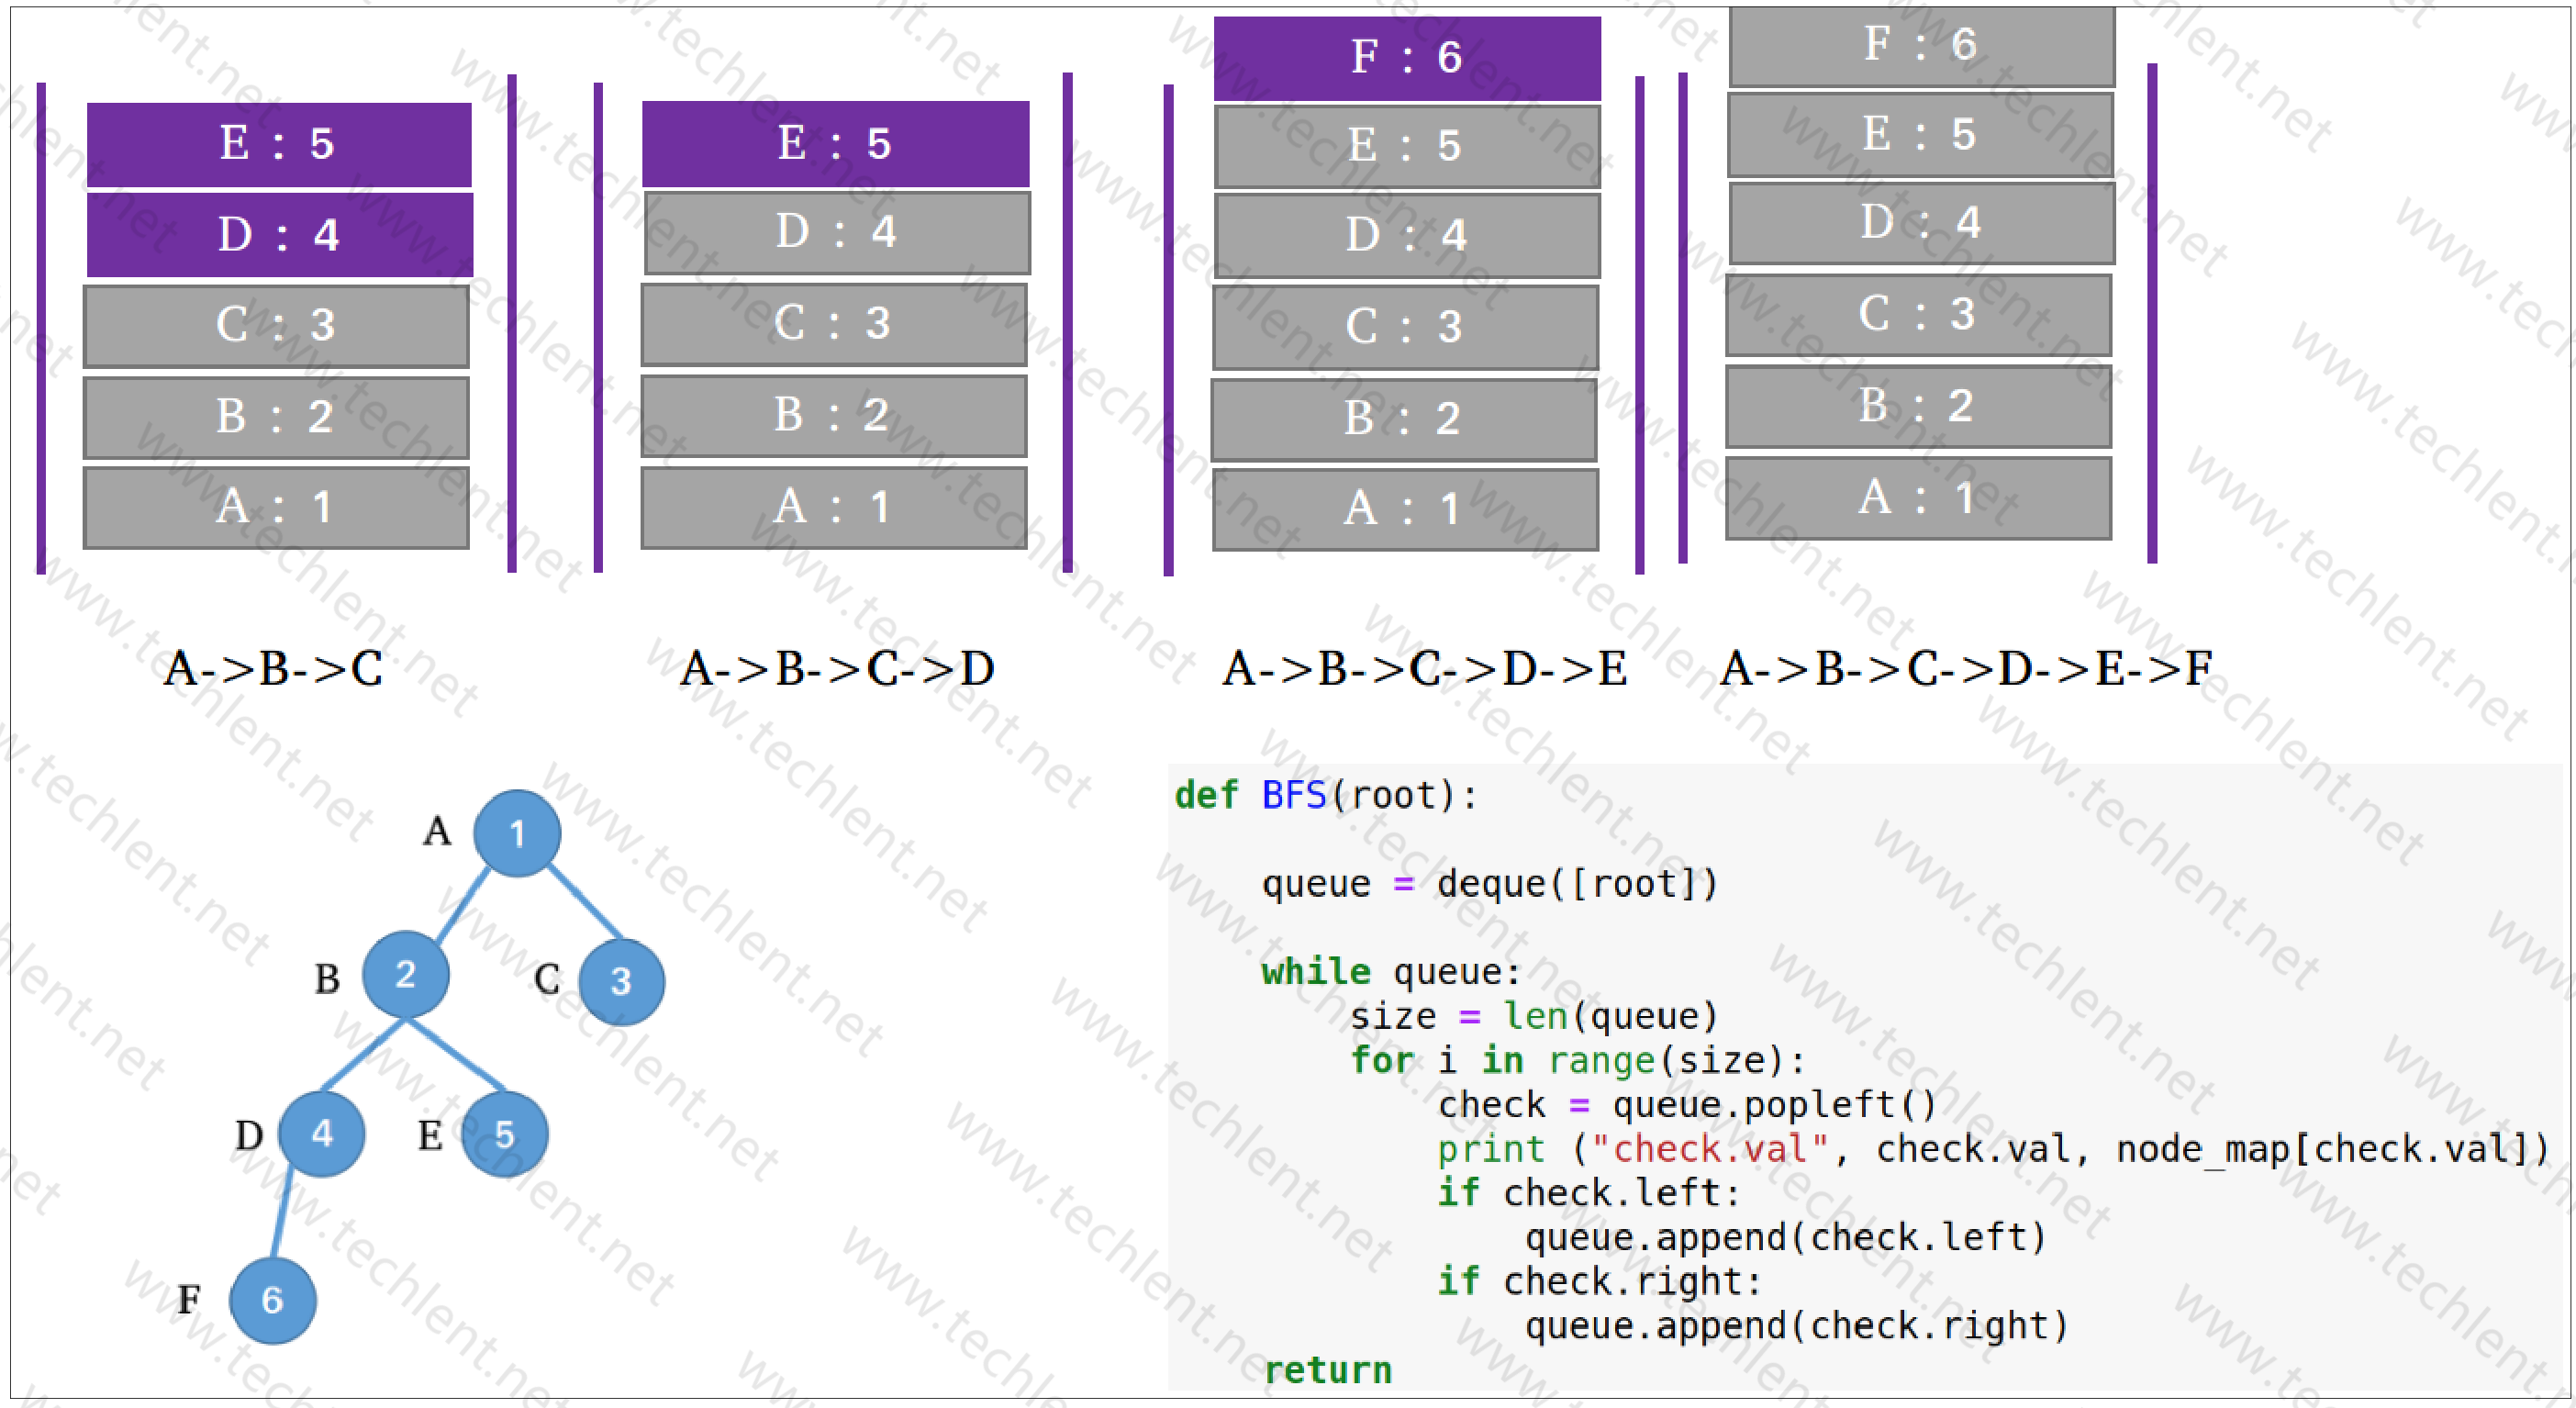 E : 5
D : 4
C : 3
B : 2
A : 1
A->B->C
E : 5
D : 4
C : 3
B : 2
A : 1
A->B->C->D
F : 6
E : 5
D : 4
C : 3
B : 2
A : 1
A->B->C->D->E
F : 6
E : 5
D : 4
C : 3
B : 2
A : 1
A->B->C->D->E->F
A 1
B 2 C 3
D 4 E 5
F 6
def BFS(root):
queue = deque([root])
while queue:
size = len(queue)
for i in range(size):
check = queue.popleft()
print ("check.val", check.val, node_map[check.val])
if check.left:
queue.append(check.left)
if check.right:
queue.append(check.right)
return
www.techlent.net